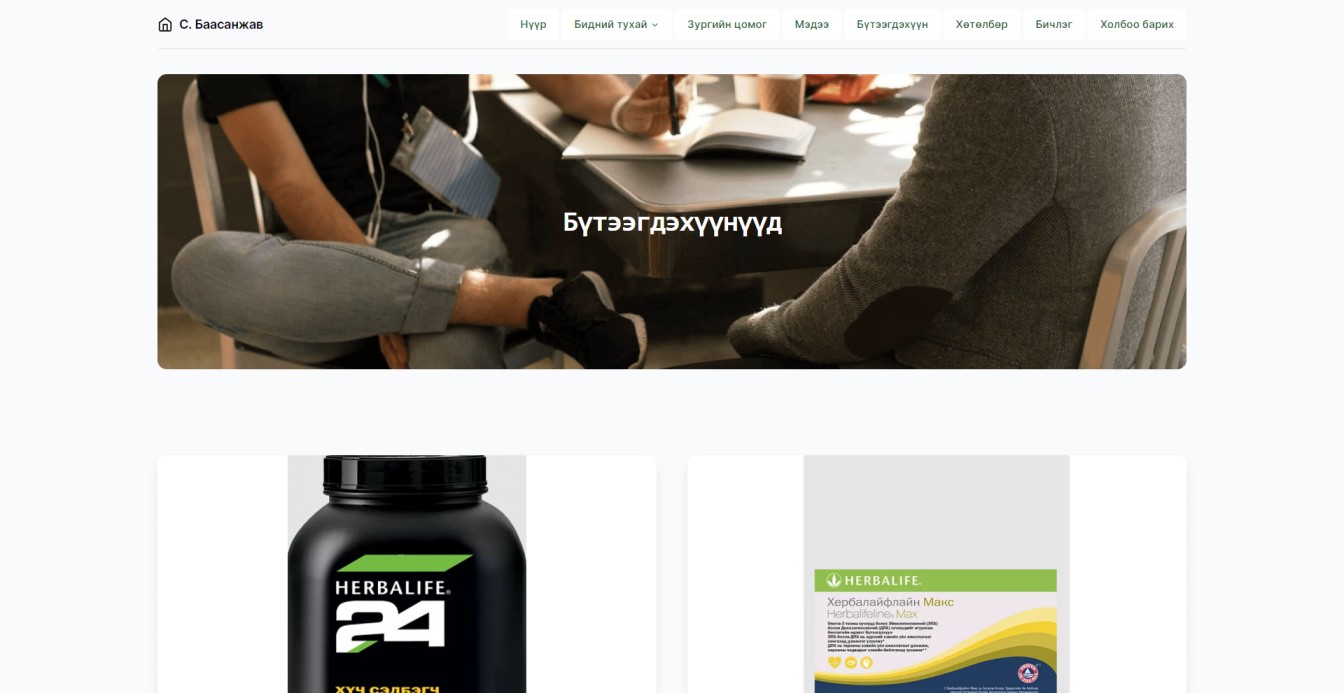 С. Баасанжав
Нүүр
Бидний тухай
Зургийн цомог
Мэдээ
Бүтээгдэхүүн
Хөтөлбөр
Бичлэг
Холбоо барих
Бүтээгдэхүүнүүд
HERBALIFE®
24
ХҮЧ СЭЛБЭГЧ
HERBALIFE®
Хербалайфлайн Макс
Herbalifeline® Max